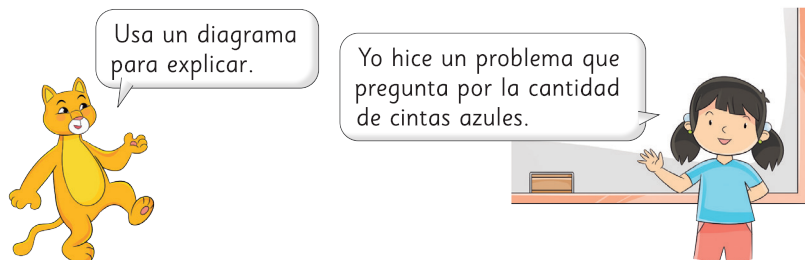 Usa un diagrama
para explicar.
Yo hice un problema que
pregunta por la cantidad
de cintas azules.